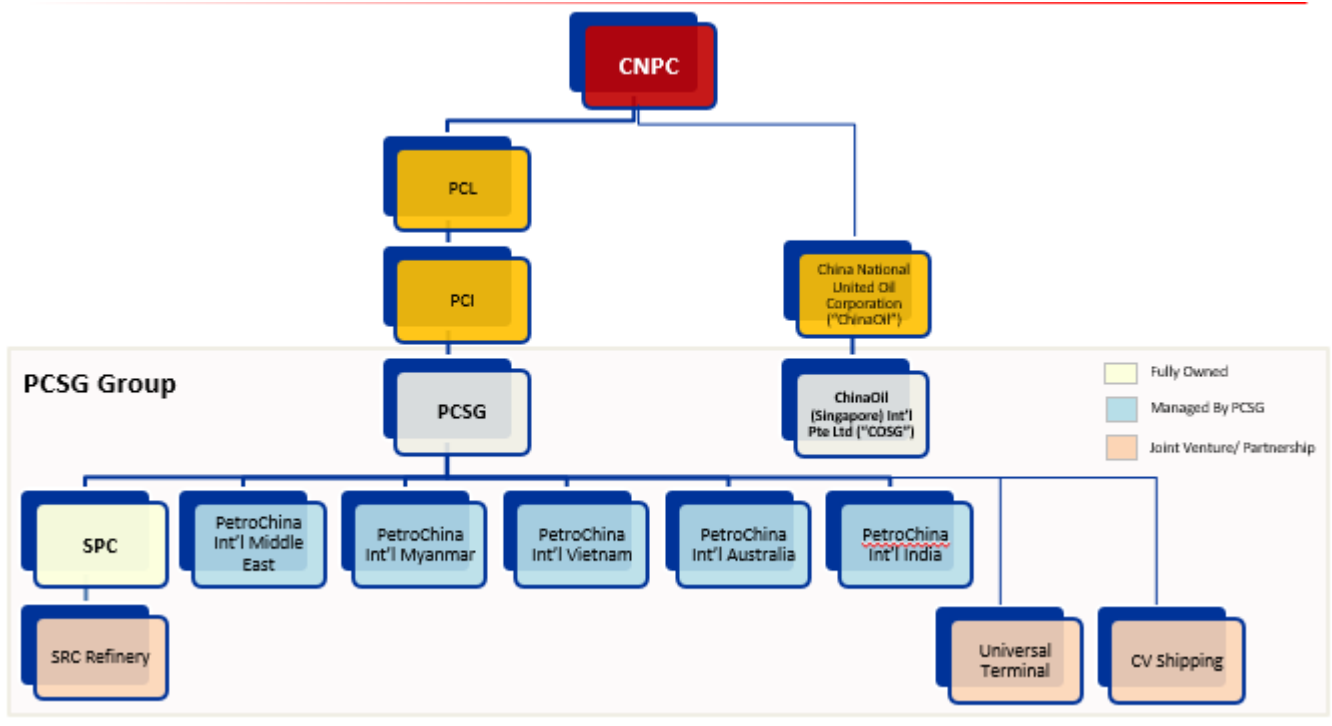 CNPC
PCL
PCI
China National
United Oil
Corporation
("ChinaOil")
PCSG Group
PCSG
ChinaOil
(Singapore) Int'l
Pte Ltd ("COSG")
Fully Owned
Managed By PCSG
Joint Venture/ Partnership
SPC
PetroChina
Int'l Middle
East
PetroChina
Int'l Myanmar
PetroChina
Int'l Vietnam
PetroChina
Int'l Australia
PetroChina
Int'l India
SRC Refinery
Universal
Terminal
CV Shipping